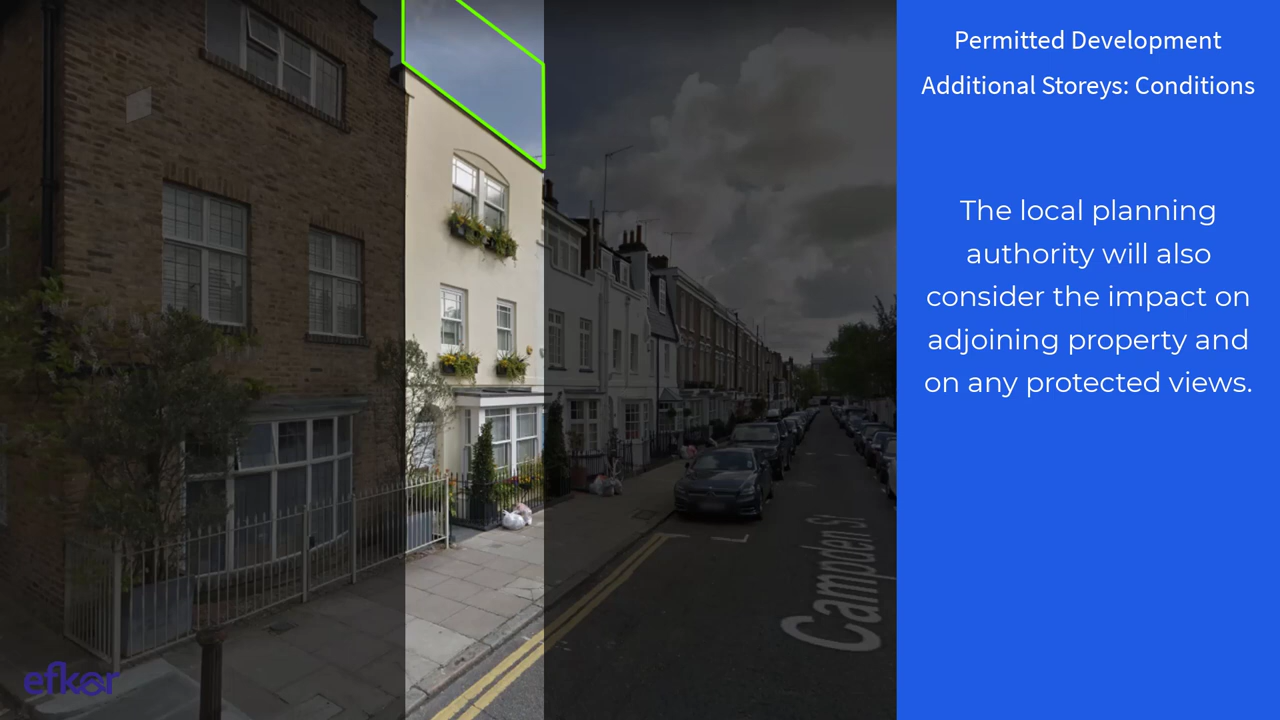 Permitted Development
Additional Storeys: Conditions
The local planning
authority will also
consider the impact on
adjoining property and
on any protected views.
Campden St
efkor